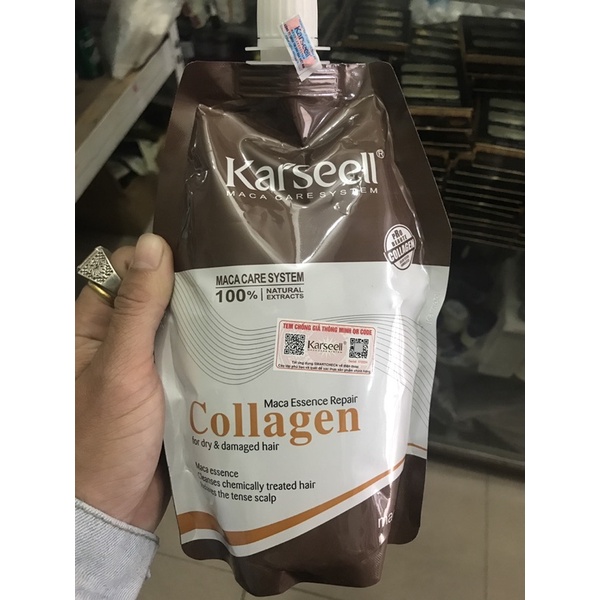 Karseell
Karseell®
MACA CARE SYSTEM
COLLAGEN
MACA CARE SYSTEM
100% NATURAL
EXTRACTS
TEM CHỐNG GIẢ THÔNG MINH QR CODE
Karseell
Maca Essence Repair
Collagen
for dry & damaged hair
Maca essence
Cleanses chemically treated hair
the tense scalp